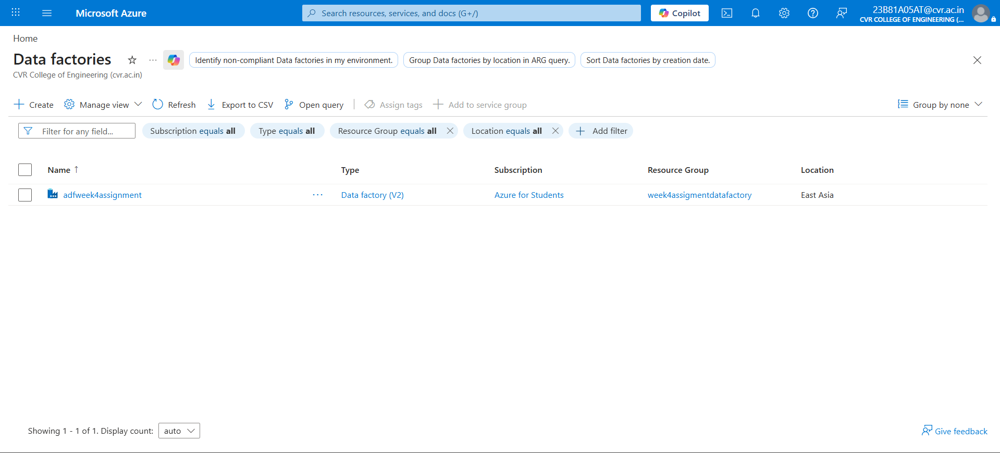 Microsoft Azure
Search resources, services, and docs (G+/)
Copilot
23B81A05AT@cvr.ac.in
CVR COLLEGE OF ENGINEERING (...
Home
Data factories
Identify non-compliant Data factories in my environment.
Group Data factories by location in ARG query.
Sort Data factories by creation date.
CVR College of Engineering (cvr.ac.in)
Create
Manage view
Refresh
Export to CSV
Open query
Assign tags
Add to service group
Group by none
Filter for any field...
Subscription equals all
Type equals all
Resource Group equals all
Location equals all
Add filter
Name ↑
Type
Subscription
Resource Group
Location
adfweek4assignment
Data factory (V2)
Azure for Students
week4assigmentdatafactory
East Asia
Showing 1 - 1 of 1. Display count:
auto
Give feedback